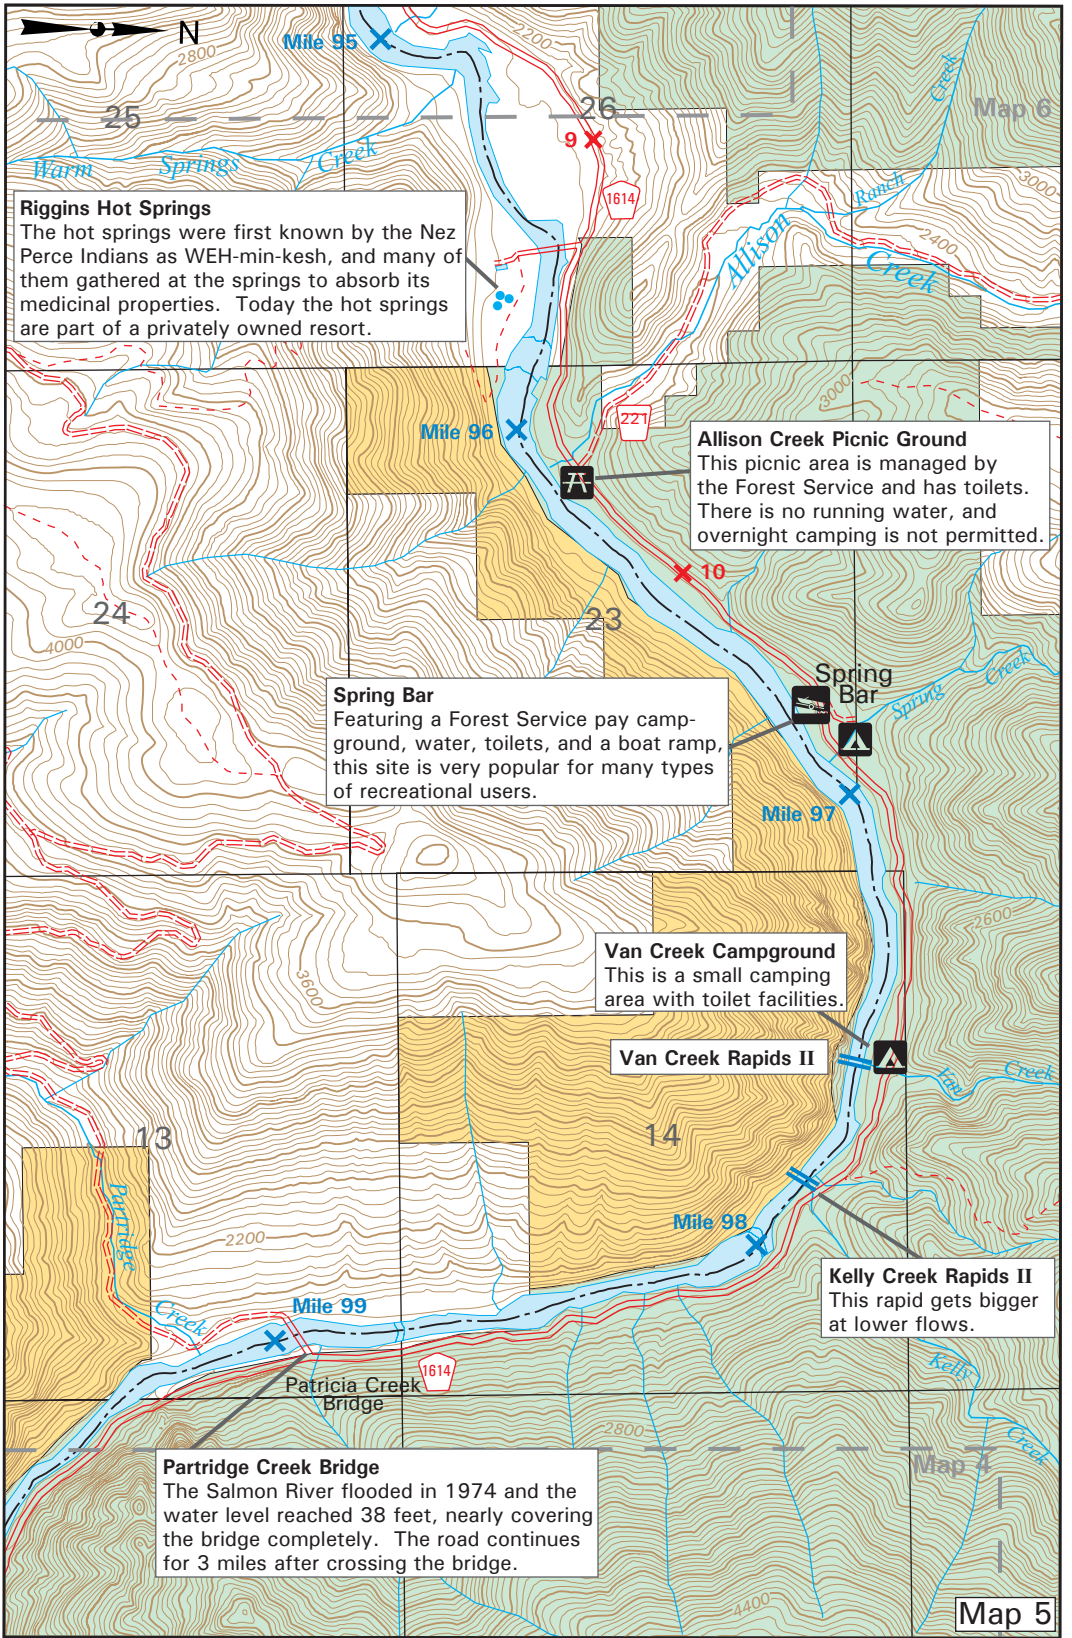 N
Mile 95
2200
2800
25
26
Map 6
Creek
9
Warm Springs Creek
1614
Ranch
3000
2400
Allison Creek
Riggins Hot Springs
The hot springs were first known by the Nez
Perce Indians as WEH-min-kesh, and many of
them gathered at the springs to absorb its
medicinal properties. Today the hot springs
are part of a privately owned resort.
3000
Mile 96
221
Allison Creek Picnic Ground
This picnic area is managed by
the Forest Service and has toilets.
There is no running water, and
overnight camping is not permitted.
10
24
23
4000
Spring
Bar
Spring Creek
Spring Bar
Featuring a Forest Service pay camp-
ground, water, toilets, and a boat ramp,
this site is very popular for many types
of recreational users.
Mile 97
2600
3600
Van Creek Campground
This is a small camping
area with toilet facilities.
Van Creek Rapids II
Van Creek
13
14
Partridge
Creek
2200
Mile 98
Kelly Creek Rapids II
This rapid gets bigger
at lower flows.
Mile 99
Kelly
Creek
1614
Patricia Creek
Bridge
2800
Map 4
Partridge Creek Bridge
The Salmon River flooded in 1974 and the
water level reached 38 feet, nearly covering
the bridge completely. The road continues
for 3 miles after crossing the bridge.
4400
Map 5